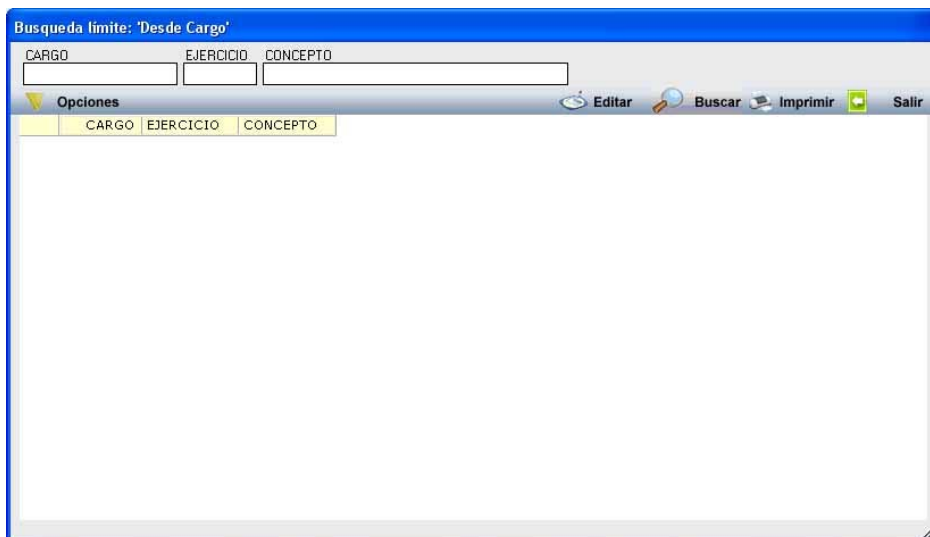 Busqueda límite: 'Desde Cargo'
CARGO EJERCICIO CONCEPTO
Opciones Editar Buscar Imprimir Salir
CARGO EJERCICIO CONCEPTO